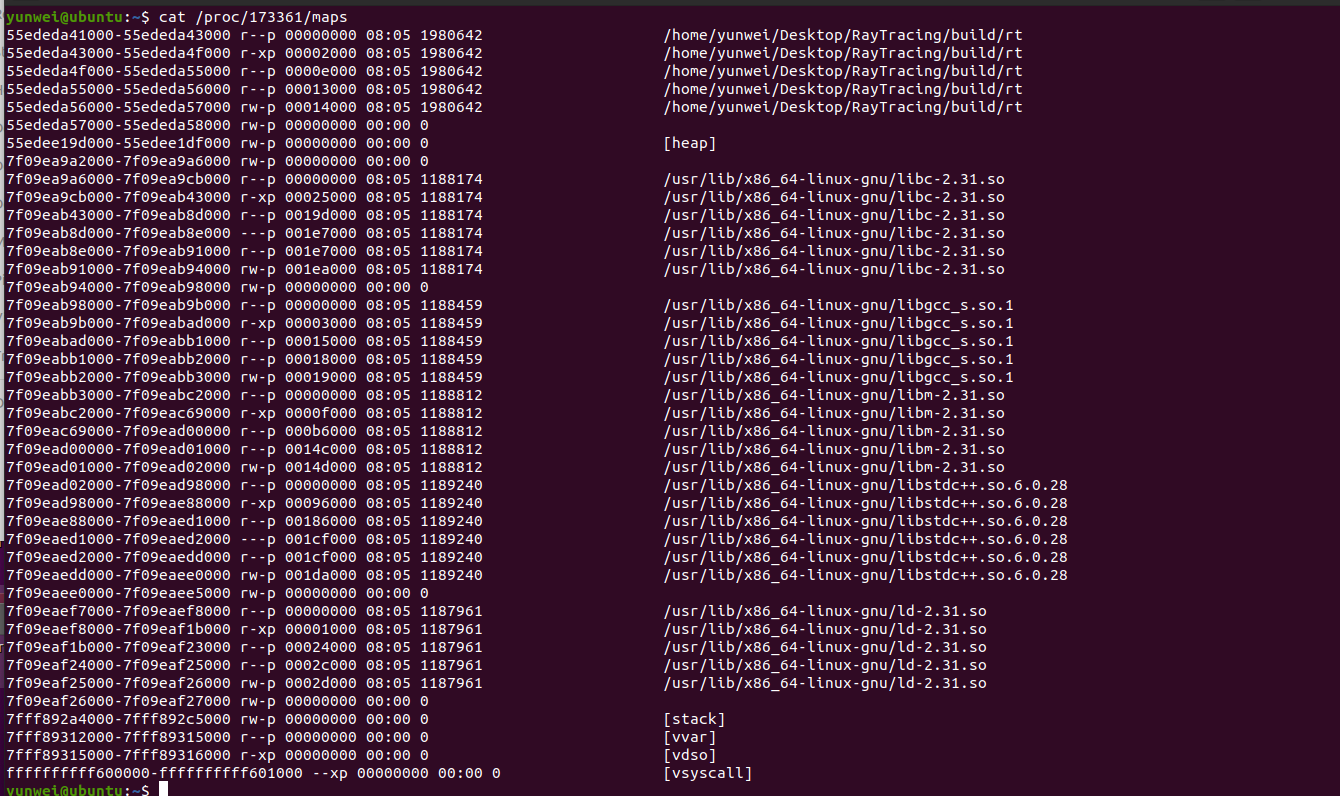 yunwei@ubuntu:~$ cat /proc/173361/maps
55ededa41000-55ededa43000 r--p 00000000 08:05 1980642 /home/yunwei/Desktop/RayTracing/build/rt
55ededa43000-55ededa4f000 r-xp 00002000 08:05 1980642 /home/yunwei/Desktop/RayTracing/build/rt
55ededa4f000-55ededa55000 r--p 0000e000 08:05 1980642 /home/yunwei/Desktop/RayTracing/build/rt
55ededa55000-55ededa56000 r--p 00013000 08:05 1980642 /home/yunwei/Desktop/RayTracing/build/rt
55ededa56000-55ededa57000 rw-p 00014000 08:05 1980642 /home/yunwei/Desktop/RayTracing/build/rt
55ededa57000-55ededa58000 rw-p 00000000 00:00 0
55edee19d000-55edee1df000 rw-p 00000000 00:00 0 [heap]
7f09ea9a2000-7f09ea9a6000 rw-p 00000000 00:00 0
7f09ea9a6000-7f09ea9cb000 r--p 00000000 08:05 1188174 /usr/lib/x86_64-linux-gnu/libc-2.31.so
7f09ea9cb000-7f09eab43000 r-xp 00025000 08:05 1188174 /usr/lib/x86_64-linux-gnu/libc-2.31.so
7f09eab43000-7f09eab8d000 r--p 0019d000 08:05 1188174 /usr/lib/x86_64-linux-gnu/libc-2.31.so
7f09eab8d000-7f09eab8e000 ---p 001e7000 08:05 1188174 /usr/lib/x86_64-linux-gnu/libc-2.31.so
7f09eab8e000-7f09eab91000 r--p 001e7000 08:05 1188174 /usr/lib/x86_64-linux-gnu/libc-2.31.so
7f09eab91000-7f09eab94000 rw-p 001ea000 08:05 1188174 /usr/lib/x86_64-linux-gnu/libc-2.31.so
7f09eab94000-7f09eab98000 rw-p 00000000 00:00 0
7f09eab98000-7f09eab9b000 r--p 00000000 08:05 1188459 /usr/lib/x86_64-linux-gnu/libgcc_s.so.1
7f09eab9b000-7f09eabad000 r-xp 00003000 08:05 1188459 /usr/lib/x86_64-linux-gnu/libgcc_s.so.1
7f09eabad000-7f09eabb1000 r--p 00015000 08:05 1188459 /usr/lib/x86_64-linux-gnu/libgcc_s.so.1
7f09eabb1000-7f09eabb2000 r--p 00018000 08:05 1188459 /usr/lib/x86_64-linux-gnu/libgcc_s.so.1
7f09eabb2000-7f09eabb3000 rw-p 00019000 08:05 1188459 /usr/lib/x86_64-linux-gnu/libgcc_s.so.1
7f09eabb3000-7f09eabc2000 r--p 00000000 08:05 1188812 /usr/lib/x86_64-linux-gnu/libm-2.31.so
7f09eabc2000-7f09eac69000 r-xp 0000f000 08:05 1188812 /usr/lib/x86_64-linux-gnu/libm-2.31.so
7f09eac69000-7f09ead00000 r--p 000b6000 08:05 1188812 /usr/lib/x86_64-linux-gnu/libm-2.31.so
7f09ead00000-7f09ead01000 r--p 0014c000 08:05 1188812 /usr/lib/x86_64-linux-gnu/libm-2.31.so
7f09ead01000-7f09ead02000 rw-p 0014d000 08:05 1188812 /usr/lib/x86_64-linux-gnu/libm-2.31.so
7f09ead02000-7f09ead98000 r--p 00000000 08:05 1189240 /usr/lib/x86_64-linux-gnu/libstdc++.so.6.0.28
7f09ead98000-7f09eae88000 r-xp 00096000 08:05 1189240 /usr/lib/x86_64-linux-gnu/libstdc++.so.6.0.28
7f09eae88000-7f09eaed1000 r--p 00186000 08:05 1189240 /usr/lib/x86_64-linux-gnu/libstdc++.so.6.0.28
7f09eaed1000-7f09eaed2000 ---p 001cf000 08:05 1189240 /usr/lib/x86_64-linux-gnu/libstdc++.so.6.0.28
7f09eaed2000-7f09eaedd000 r--p 001cf000 08:05 1189240 /usr/lib/x86_64-linux-gnu/libstdc++.so.6.0.28
7f09eaedd000-7f09eaee0000 rw-p 001da000 08:05 1189240 /usr/lib/x86_64-linux-gnu/libstdc++.so.6.0.28
7f09eaee0000-7f09eaee5000 rw-p 00000000 00:00 0
7f09eaef7000-7f09eaef8000 r--p 00000000 08:05 1187961 /usr/lib/x86_64-linux-gnu/ld-2.31.so
7f09eaef8000-7f09eaf1b000 r-xp 00001000 08:05 1187961 /usr/lib/x86_64-linux-gnu/ld-2.31.so
7f09eaf1b000-7f09eaf23000 r--p 00024000 08:05 1187961 /usr/lib/x86_64-linux-gnu/ld-2.31.so
7f09eaf24000-7f09eaf25000 r--p 0002c000 08:05 1187961 /usr/lib/x86_64-linux-gnu/ld-2.31.so
7f09eaf25000-7f09eaf26000 rw-p 0002d000 08:05 1187961 /usr/lib/x86_64-linux-gnu/ld-2.31.so
7f09eaf26000-7f09eaf27000 rw-p 00000000 00:00 0
7fff892a4000-7fff892c5000 rw-p 00000000 00:00 0 [stack]
7fff89312000-7fff89315000 r--p 00000000 00:00 0 [vvar]
7fff89315000-7fff89316000 r-xp 00000000 00:00 0 [vdso]
ffffffffff600000-ffffffffff601000 --xp 00000000 00:00 0 [vsyscall]
yunwei@ubuntu:~$